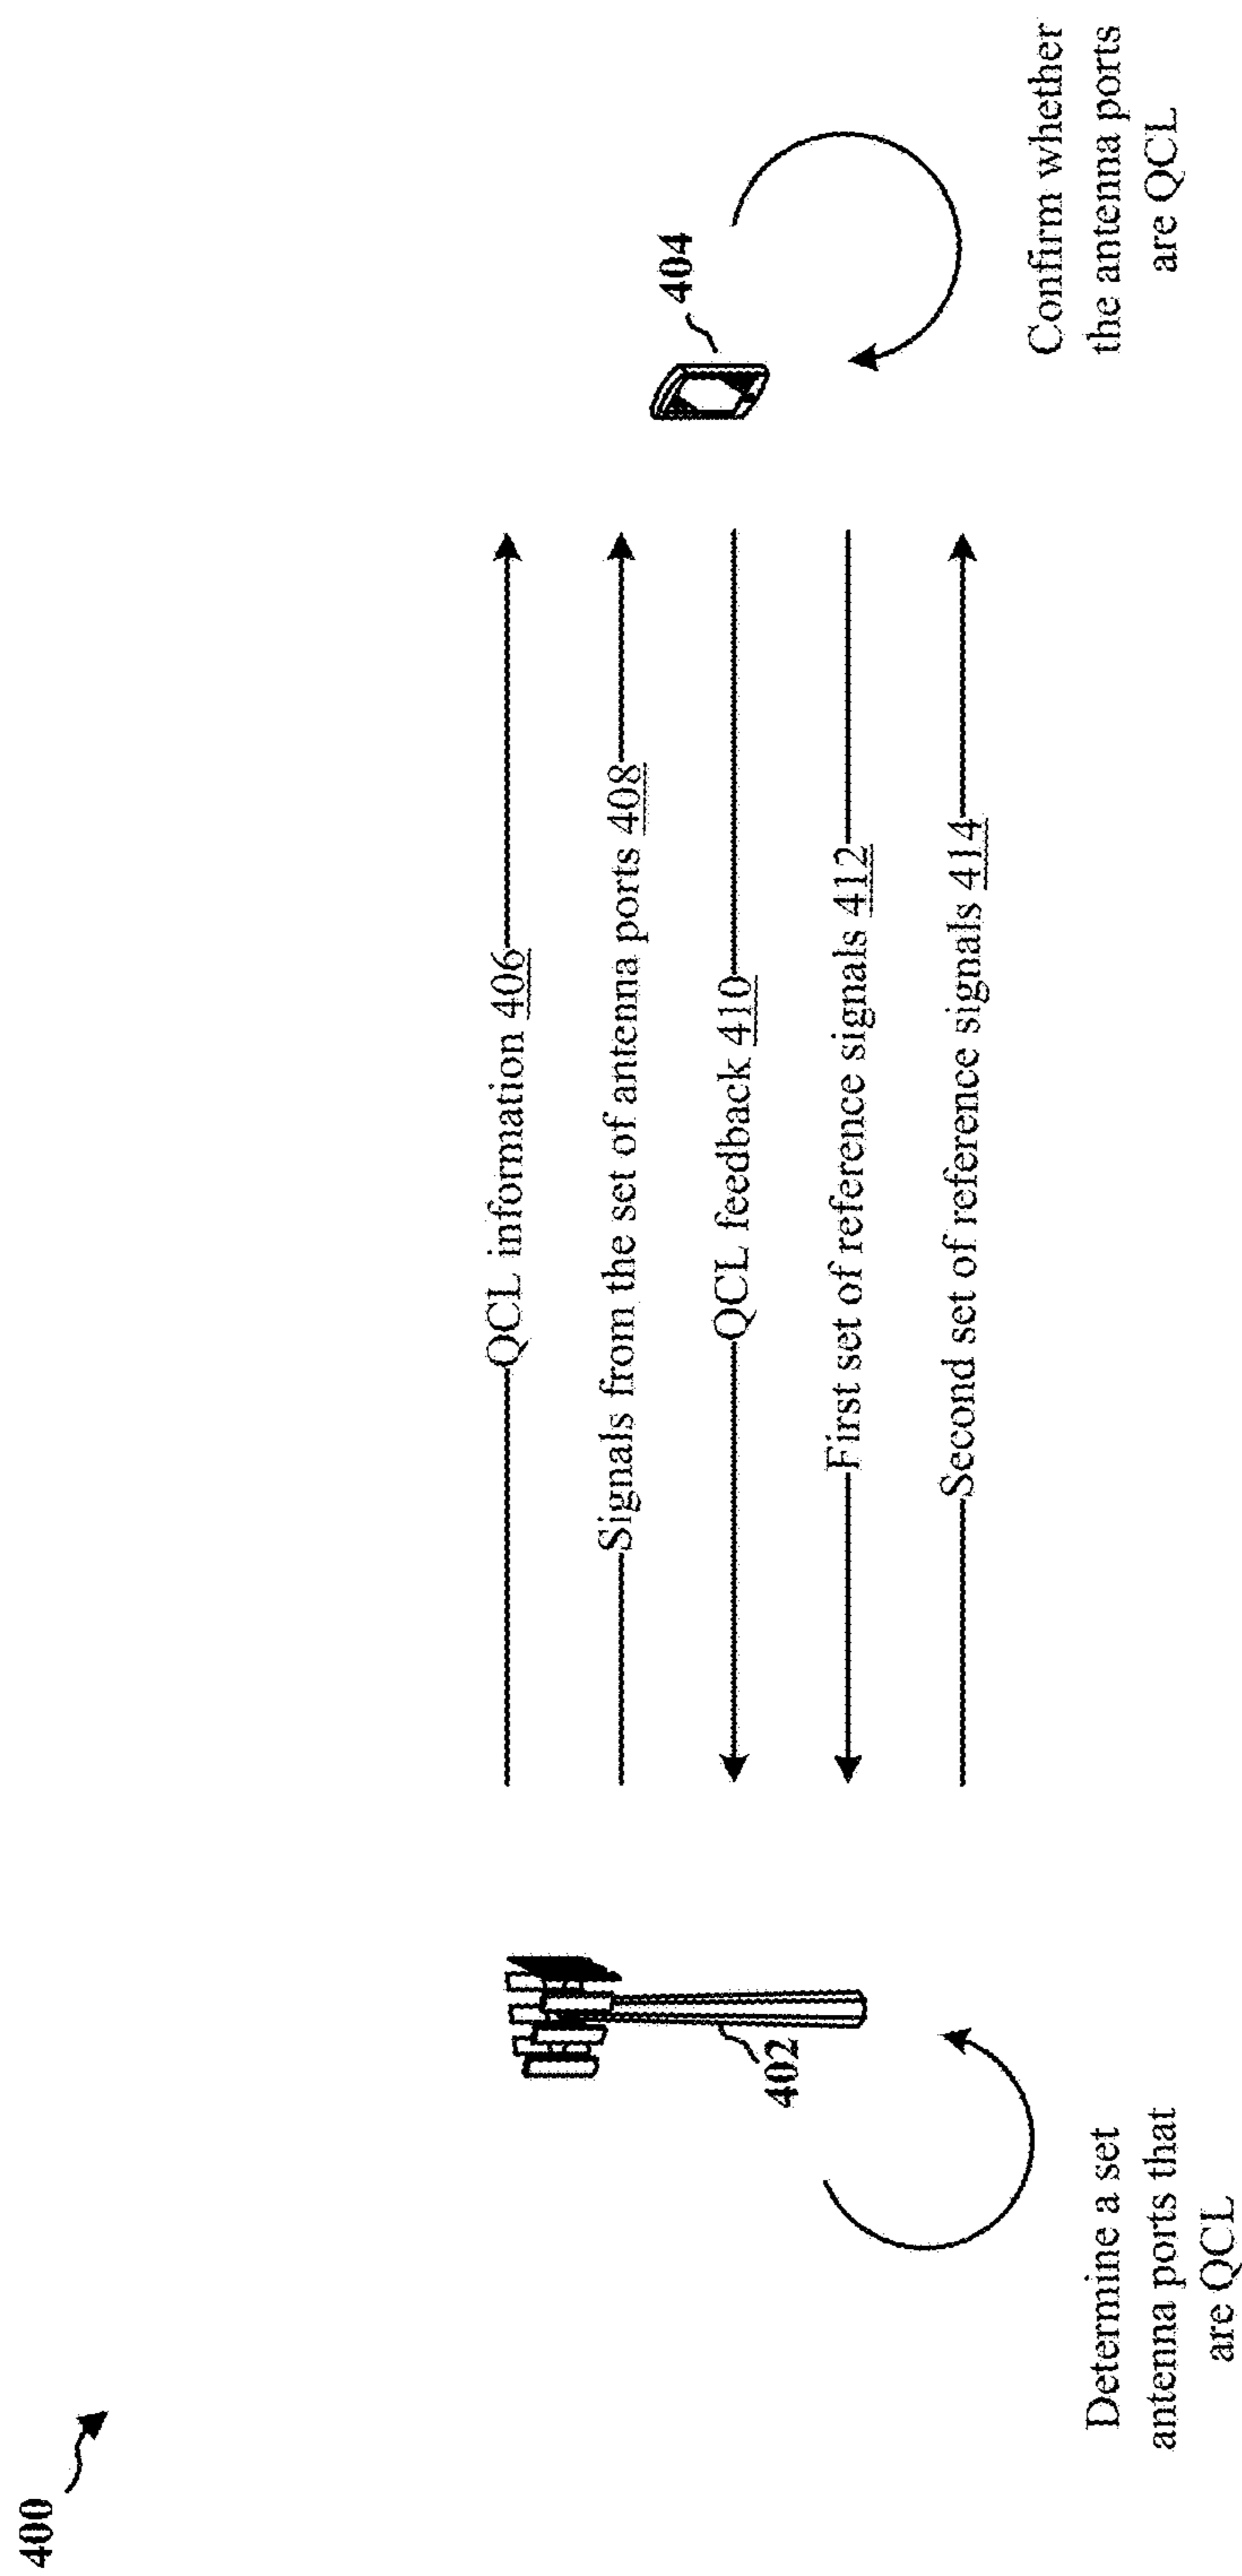 400
QCL information 406
Signals from the set of antenna ports 408
404
QCL feedback 410
402
First set of reference signals 412
Second set of reference signals 414
Determine a set
antenna ports that
are QCL
Confirm whether
the antenna ports
are QCL